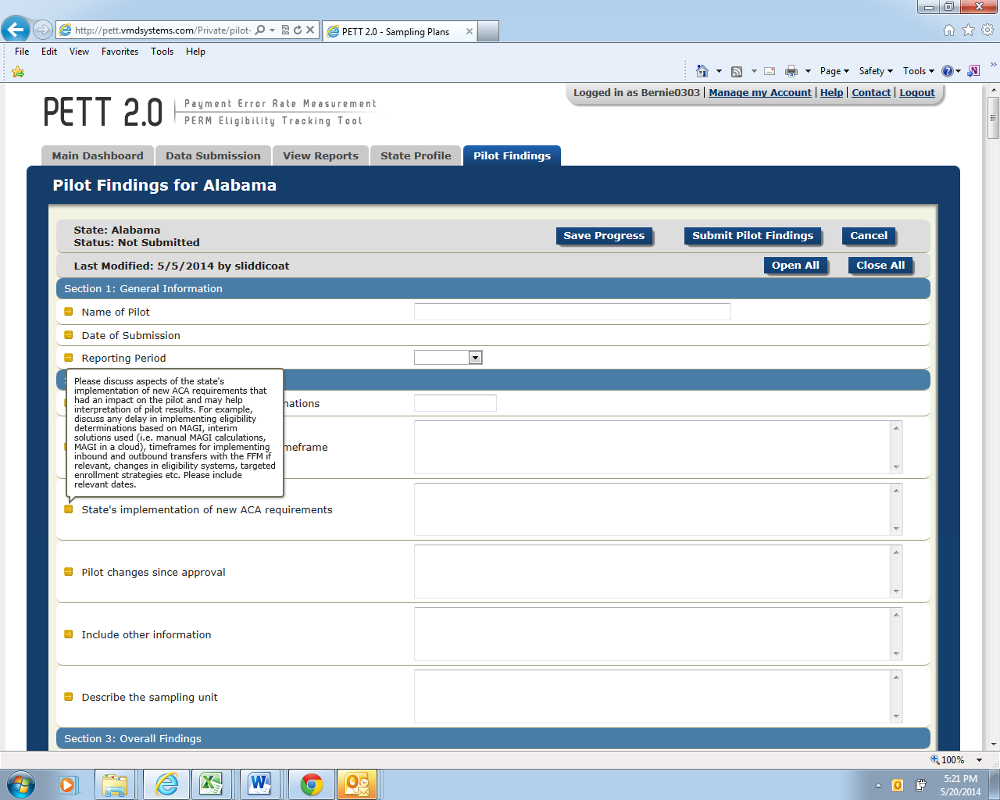 http://pett.vmdsystems.com/Private/pilot-
PETT 2.0 - Sampling Plans
File Edit View Favorites Tools Help
Page Safety Tools
PETT 2.0
Payment Error Rate Measurement
PERM Eligibility Tracking Tool
Logged in as Bernie0303 | Manage my Account | Help | Contact | Logout
Main Dashboard Data Submission View Reports State Profile Pilot Findings
Pilot Findings for Alabama
State: Alabama
Status: Not Submitted
Save Progress Submit Pilot Findings Cancel
Last Modified: 5/5/2014 by sliddicoat
Open All Close All
Section 1: General Information
Name of Pilot
Date of Submission
Reporting Period
Please discuss aspects of the state's
implementation of new ACA requirements that
had an impact on the pilot and may help
interpretation of pilot results. For example,
discuss any delay in implementing eligibility
determinations based on MAGI, interim
solutions used (i.e. manual MAGI calculations,
MAGI in a cloud), timeframes for implementing
inbound and outbound transfers with the FFM if
relevant, changes in eligibility systems, targeted
enrollment strategies etc. Please include
relevant dates.
State's implementation of new ACA requirements
Pilot changes since approval
Include other information
Describe the sampling unit
Section 3: Overall Findings
100%
5:21 PM
5/20/2014